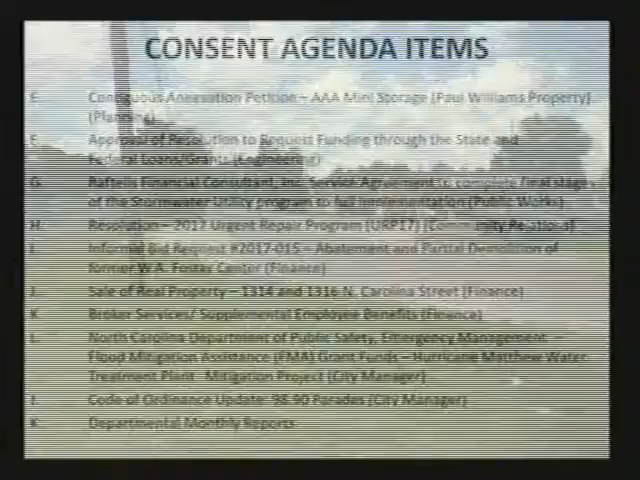 CONSENT AGENDA ITEMS
E. Contiguous Annexation Petition – AAA Mini Storage (Paul Williams Property)
(Planning)
F. Approval of Resolution to Request Funding through the State and
Federal Loans/Grants (Engineering)
G. Raftelis Financial Consultant, Inc. Service Agreement to complete final stage
of the Stormwater Utility program to full implementation (Public Works)
H. Resolution – 2017 Urgent Repair Program (URP17) (Community Relations)
I. Informal Bid Request #2017-015 – Abatement and Partial Demolition of
former W.A. Foster Center (Finance)
J. Sale of Real Property – 1314 and 1316 N. Carolina Street (Finance)
K. Broker Services/ Supplemental Employee Benefits (Finance)
L. North Carolina Department of Public Safety, Emergency Management –
Flood Mitigation Assistance (FMA) Grant Funds – Hurricane Matthew Water
Treatment Plant Mitigation Project (City Manager)
Code of Ordinance Update: 98.90 Parades (City Manager)
K. Departmental Monthly Reports